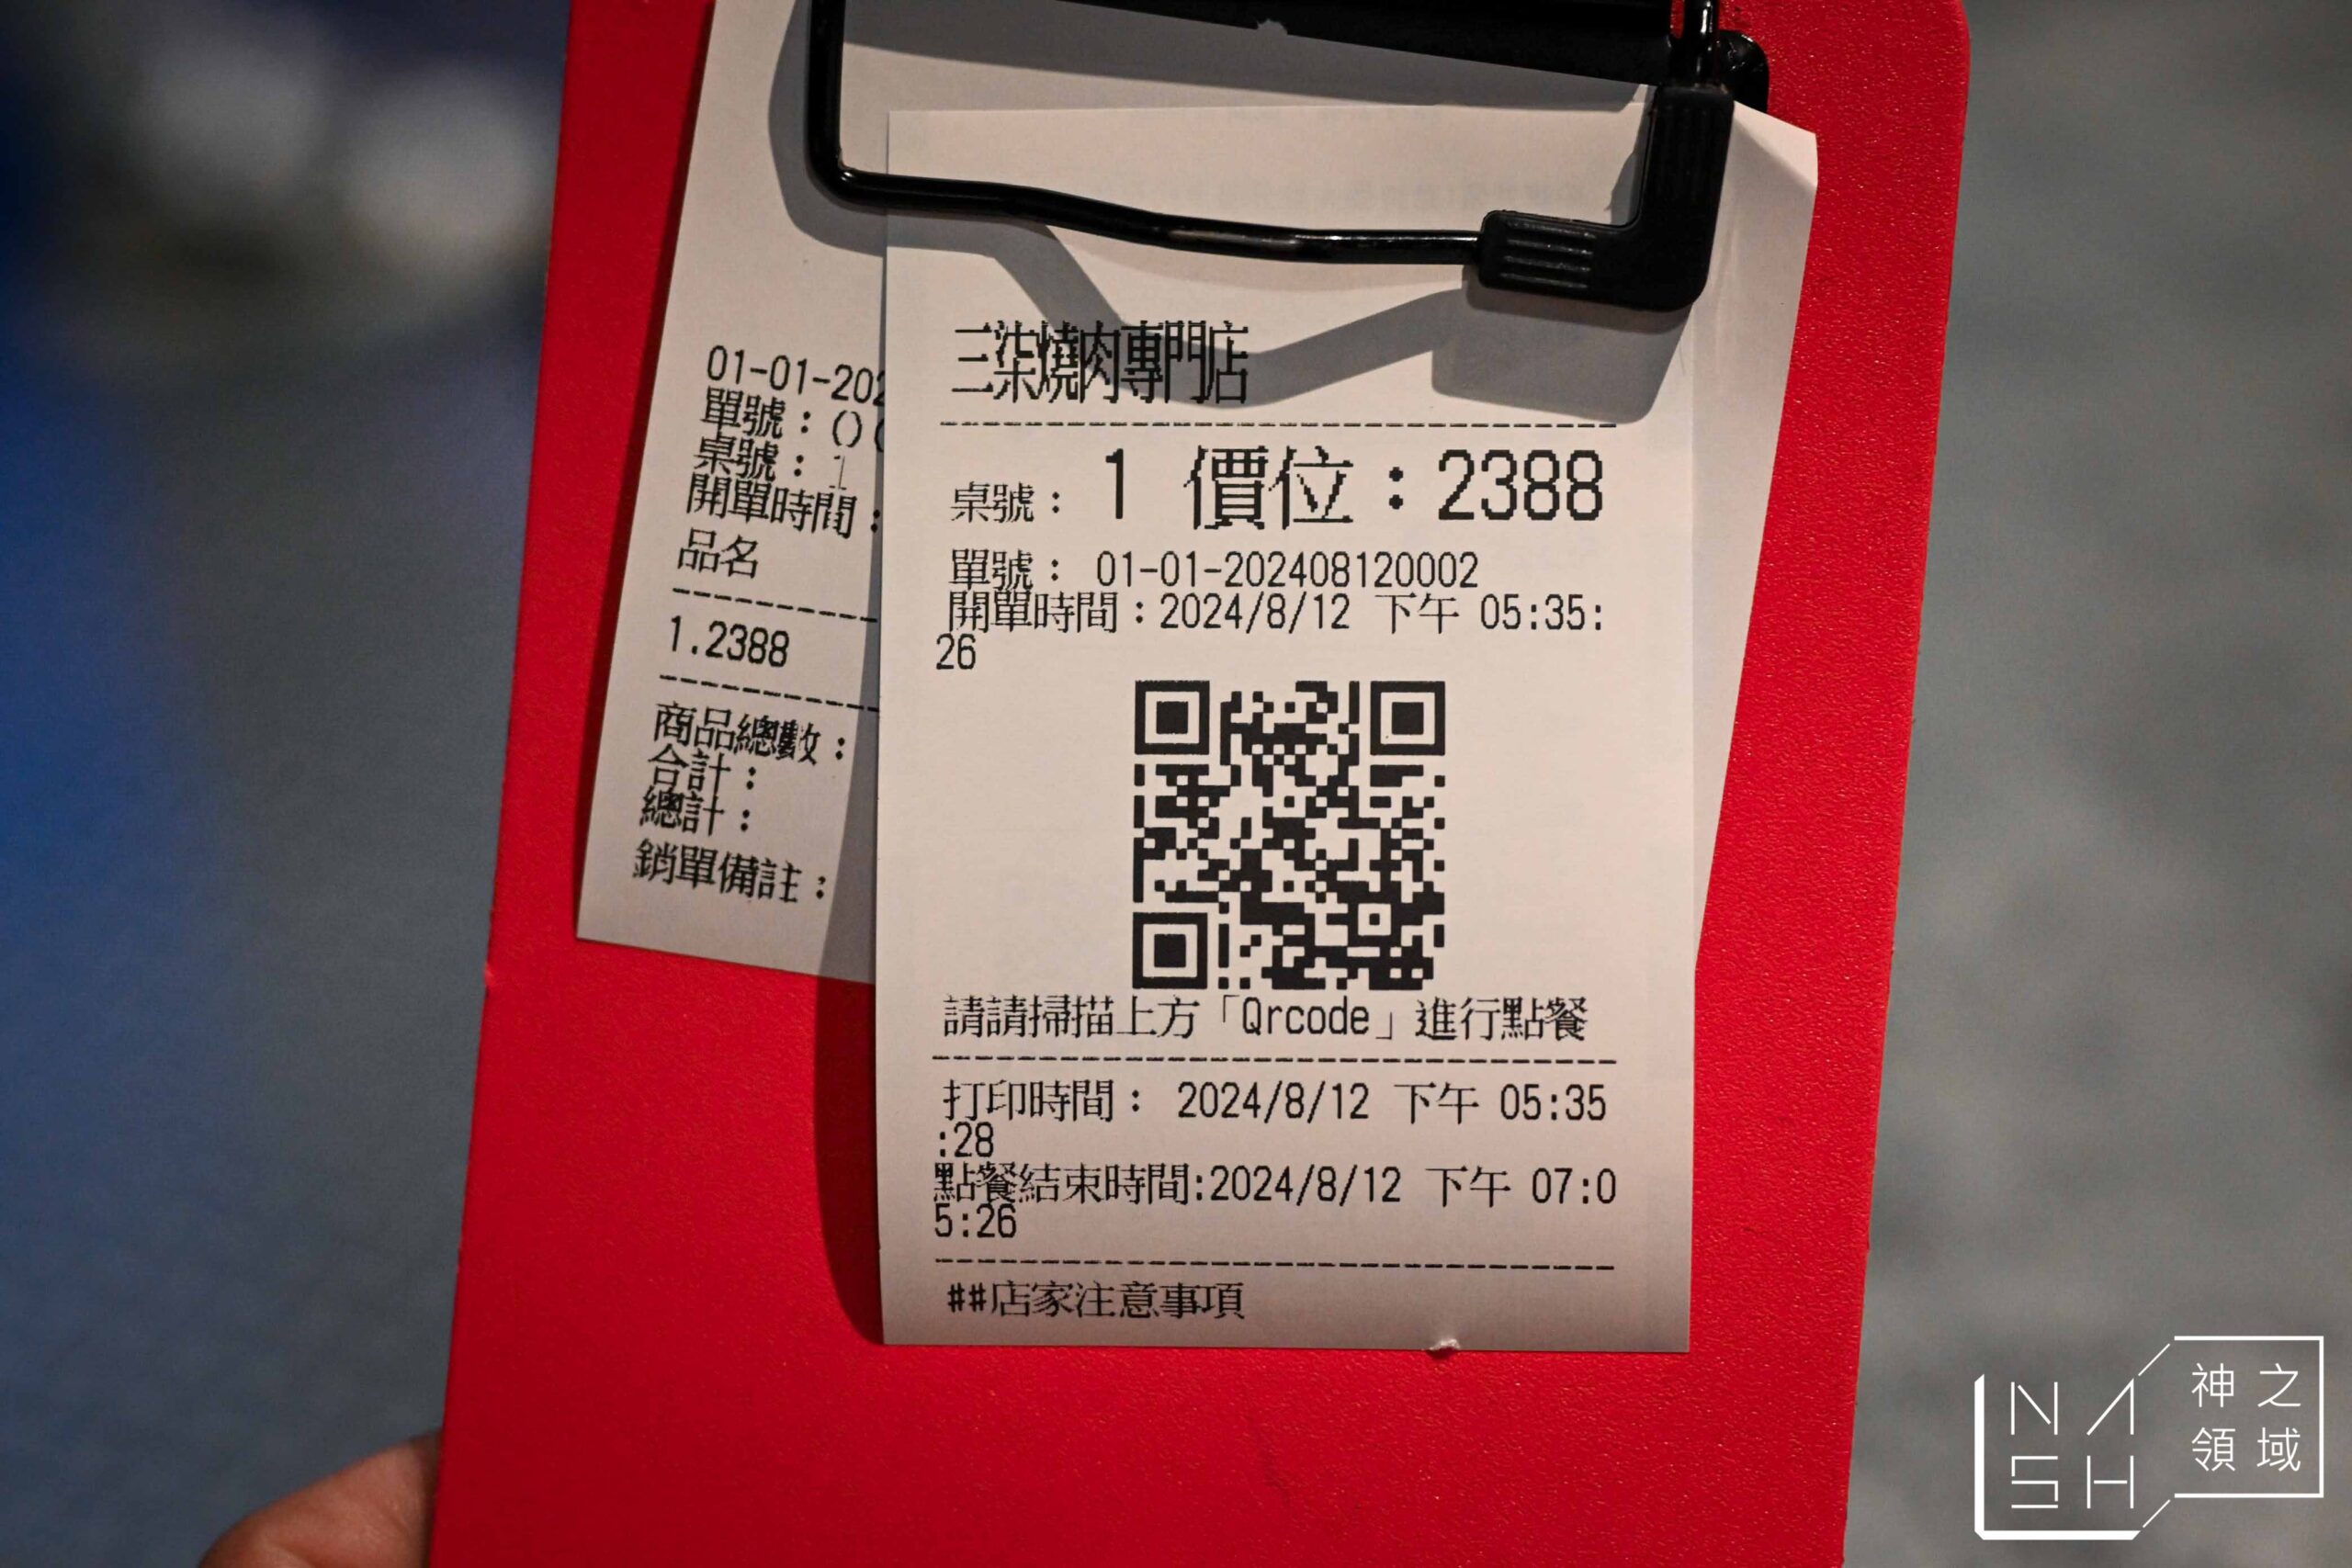 01-01-202
單號：00
桌號：1
開單時間：
品名
1.2388
商品總數：
合計：
總計：
銷單備註：
三柒燒肉專門店
桌號： 1 價位：2388
單號： 01-01-202408120002
開單時間：2024/8/12 下午 05:35:
26
請請掃描上方「Qrcode」進行點餐
打印時間： 2024/8/12 下午 05:35
:28
點餐結束時間:2024/8/12 下午 07:0
5:26
##店家注意事項
NASH
神之
領域